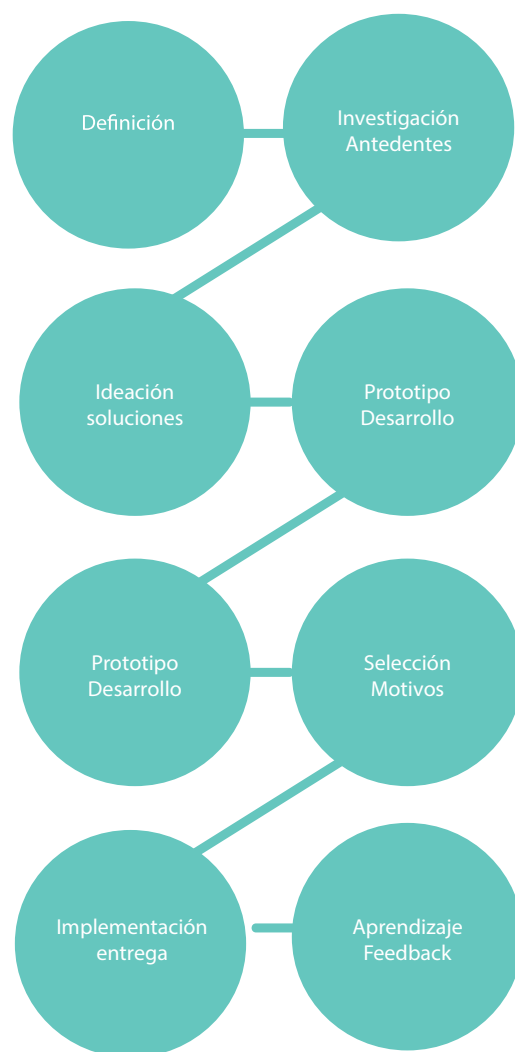 Definición
Investigación
Antedentes
Ideación
soluciones
Prototipo
Desarrollo
Prototipo
Desarrollo
Selección
Motivos
Implementación
entrega
Aprendizaje
Feedback